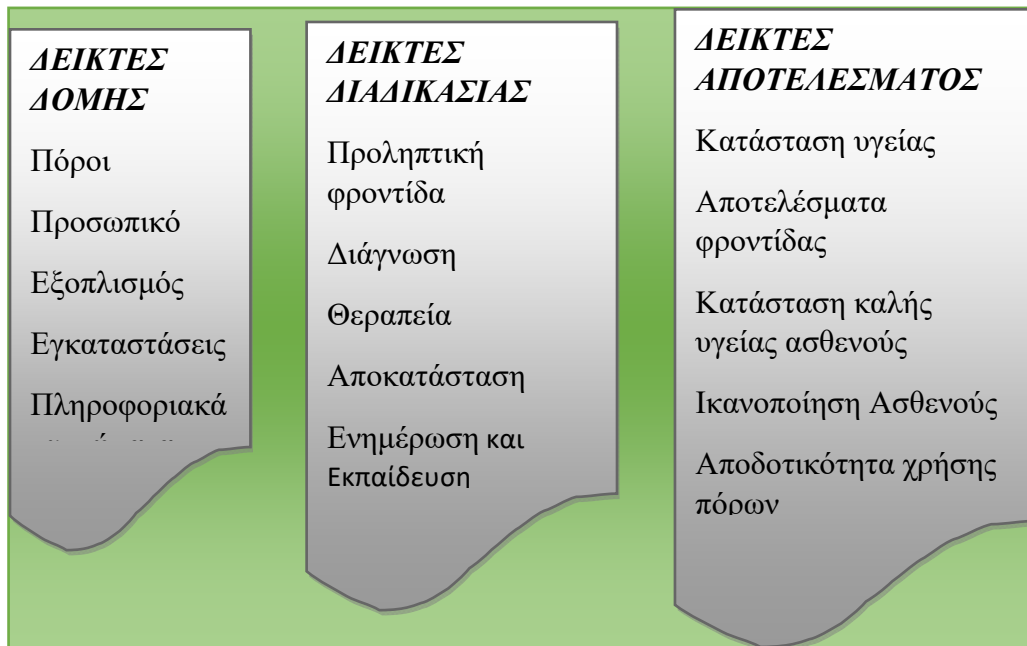 ΔΕΙΚΤΕΣ
ΔΟΜΗΣ
Πόροι
Προσωπικό
Εξοπλισμός
Εγκαταστάσεις
Πληροφοριακά
ΔΕΙΚΤΕΣ
ΔΙΑΔΙΚΑΣΙΑΣ
Προληπτική
φροντίδα
Διάγνωση
Θεραπεία
Αποκατάσταση
Ενημέρωση και
Εκπαίδευση
ΔΕΙΚΤΕΣ
ΑΠΟΤΕΛΕΣΜΑΤΟΣ
Κατάσταση υγείας
Αποτελέσματα
φροντίδας
Κατάσταση καλής
υγείας ασθενούς
Ικανοποίηση Ασθενούς
Αποδοτικότητα χρήσης
πόρων